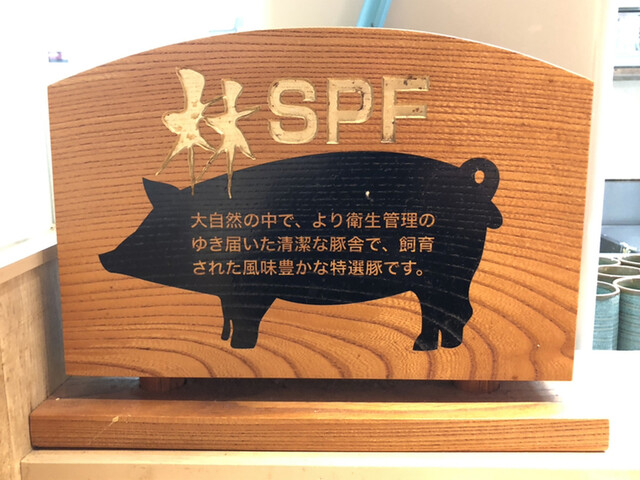 林SPF
大自然の中で、より衛生管理の
ゆき届いた清潔な豚舎で、飼育
された風味豊かな特選豚です。